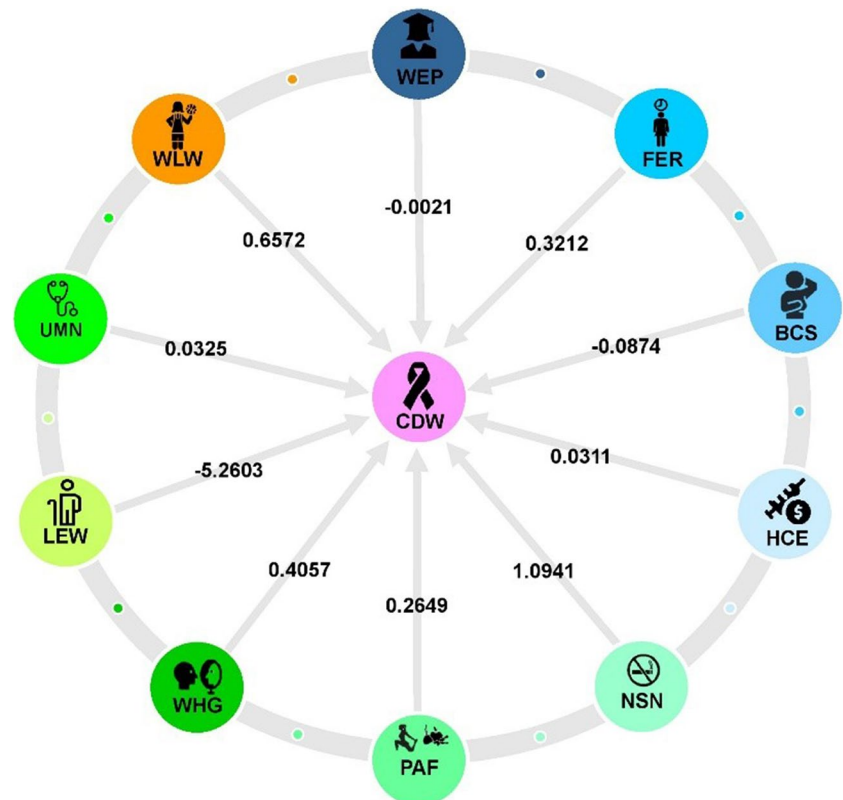 WEP
WLW
FER
-0.0021
0.6572
0.3212
UMN
BCS
0.0325
-0.0874
CDW
-5.2603
0.0311
LEW
HCE
0.4057
0.2649
1.0941
WHG
NSN
PAF
$